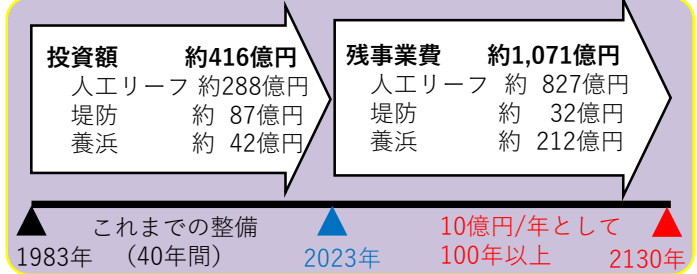 投資額 約416億円
人工リーフ 約288億円
堤防 約 87億円
養浜 約 42億円
残事業費 約1,071億円
人工リーフ 約 827億円
堤防 約 32億円
養浜 約 212億円
これまでの整備
（40年間）
10億円/年として
100年以上
1983年
2023年
2130年